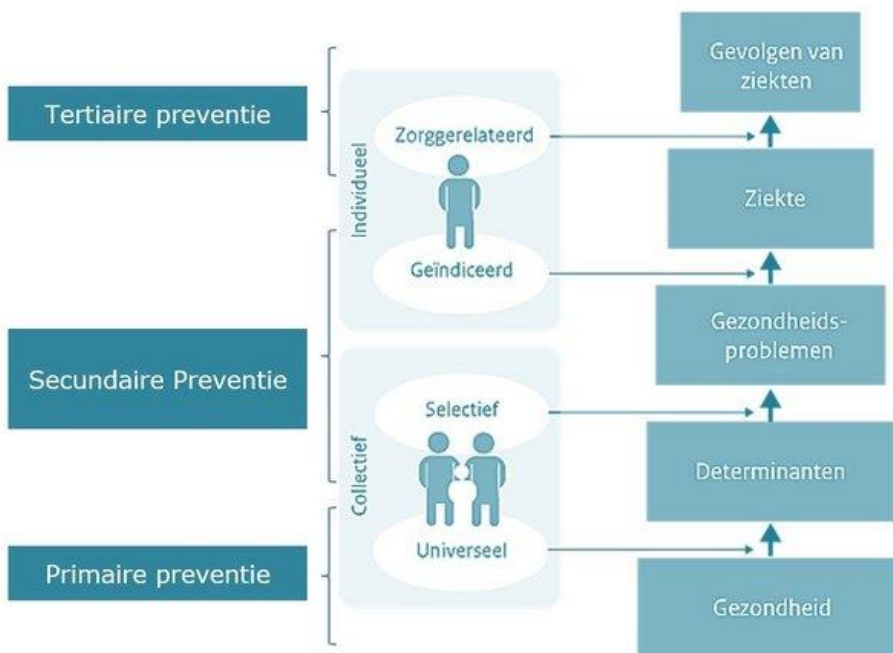 Tertiaire preventie
Secundaire Preventie
Primaire preventie
Individueel
Zorggerelateerd
Geïndiceerd
Collectief
Selectief
Universeel
Gevolgen van
ziekten
Ziekte
Gezondheids-
problemen
Determinanten
Gezondheid